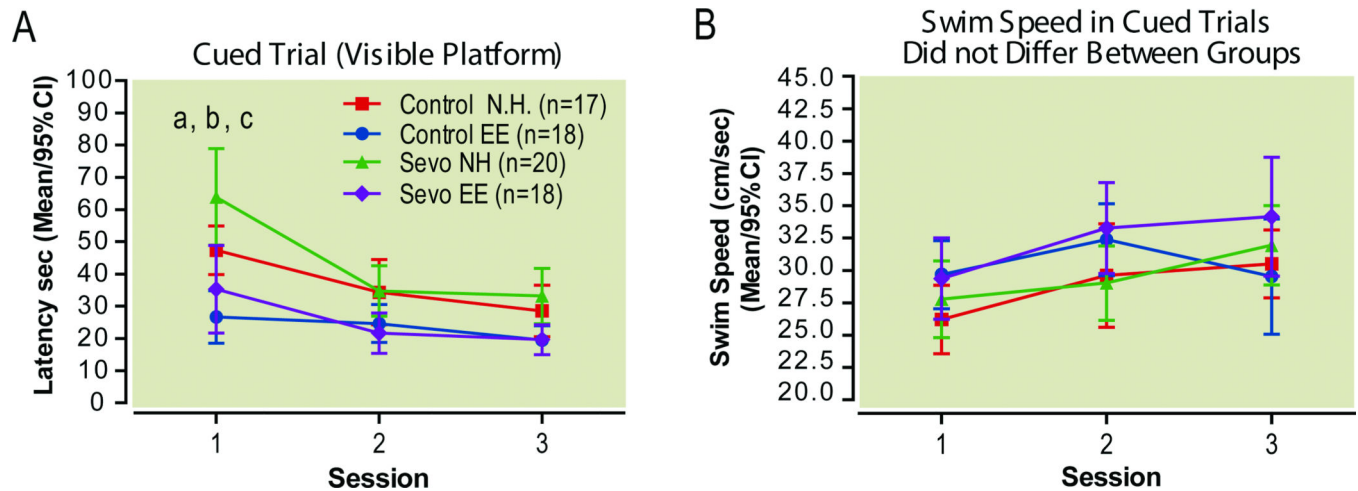 A
Cued Trial (Visible Platform)
100
90
80
70
60
50
40
30
20
10
0
Latency sec (Mean/95%CI)
a, b, c
Control N.H. (n=17)
Control EE (n=18)
Sevo NH (n=20)
Sevo EE (n=18)
1 2 3
Session
B
Swim Speed in Cued Trials
Did not Differ Between Groups
45.0
42.5
40.0
37.5
35.0
32.5
30.0
27.5
25.0
22.5
20.0
Swim Speed (cm/sec)
(Mean/95%CI)
1 2 3
Session